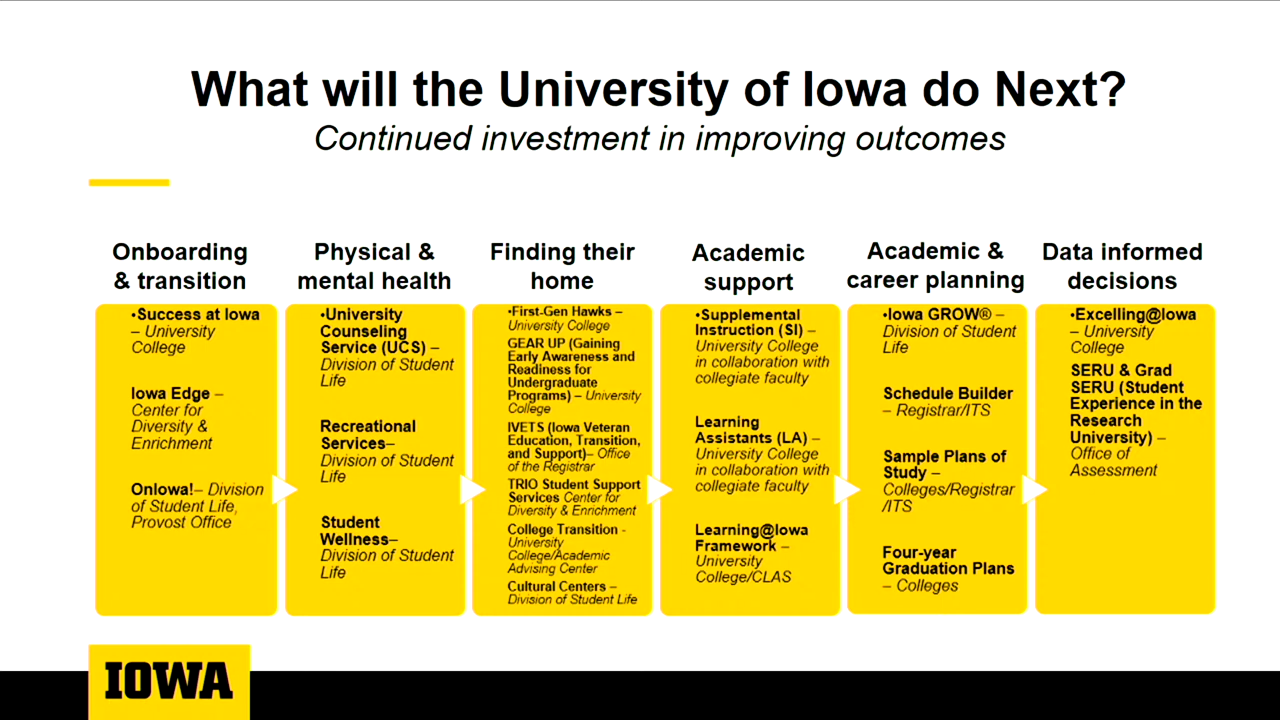 What will the University of Iowa do Next?
Continued investment in improving outcomes
Onboarding
& transition
•Success at Iowa
– University
College
Iowa Edge –
Center for
Diversity &
Enrichment
OnIowa!– Division
of Student Life,
Provost Office
Physical &
mental health
•University
Counseling
Service (UCS) –
Division of Student
Life
Recreational
Services–
Division of Student
Life
Student
Wellness–
Division of Student
Life
Finding their
home
•First-Gen Hawks –
University College
GEAR UP (Gaining
Early Awareness and
Readiness for
Undergraduate
Programs) – University
College
IVETS (Iowa Veteran
Education, Transition,
and Support)– Office
of the Registrar
TRIO Student Support
Services Center for
Diversity & Enrichment
College Transition -
University
College/Academic
Advising Center
Cultural Centers –
Division of Student Life
Academic
support
•Supplemental
Instruction (SI) –
University College
in collaboration with
collegiate faculty
Learning
Assistants (LA) –
University College
in collaboration with
collegiate faculty
Learning@Iowa
Framework –
University
College/CLAS
Academic &
career planning
•Iowa GROW® –
Division of Student
Life
Schedule Builder
– Registrar/ITS
Sample Plans of
Study –
Colleges/Registrar
/ITS
Four-year
Graduation Plans
– Colleges
Data informed
decisions
•Excelling@Iowa
– University
College
SERU & Grad
SERU (Student
Experience in the
Research
University) –
Office of
Assessment
IOWA